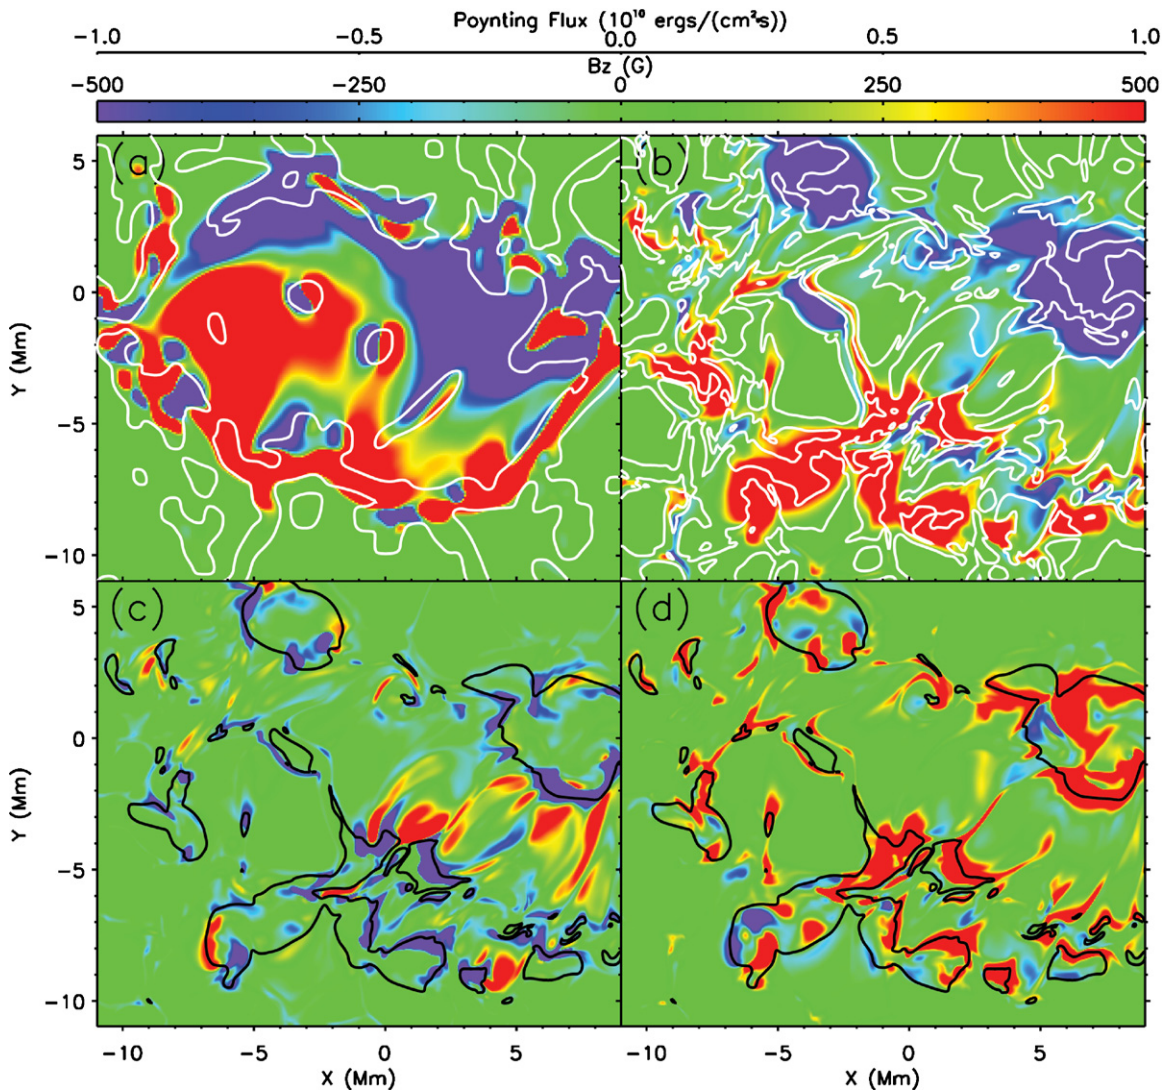 Poynting Flux (10¹⁰ ergs/(cm²s))
−1.0 −0.5 0.0 0.5 1.0
Bz (G)
−500 −250 0 250 500
(a) (b)
5
0
−5
−10
Y (Mm)
(c) (d)
5
0
−5
−10
Y (Mm)
−10 −5 0 5 −10 −5 0 5
X (Mm) X (Mm)